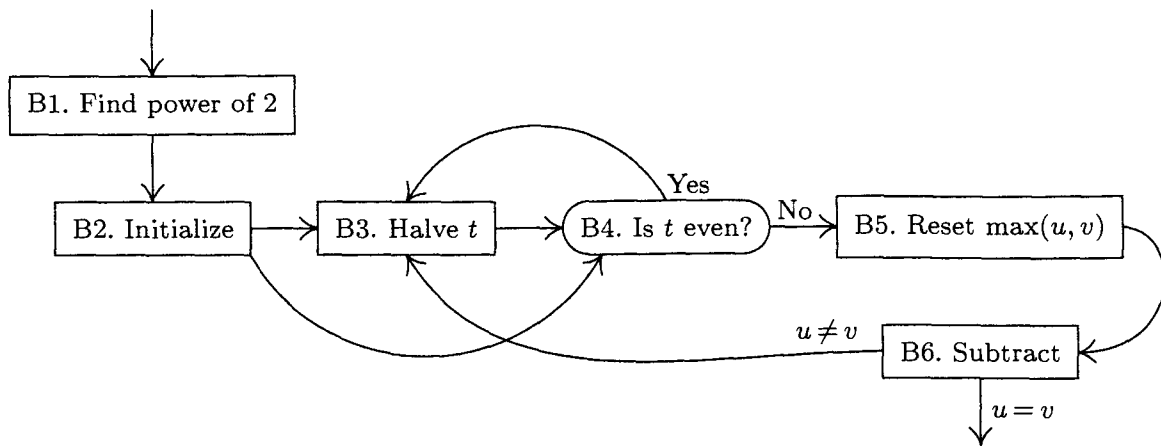 B1. Find power of 2
Yes
B2. Initialize
B3. Halve t
B4. Is t even?
No
B5. Reset max(u, v)
u ≠ v
B6. Subtract
u = v